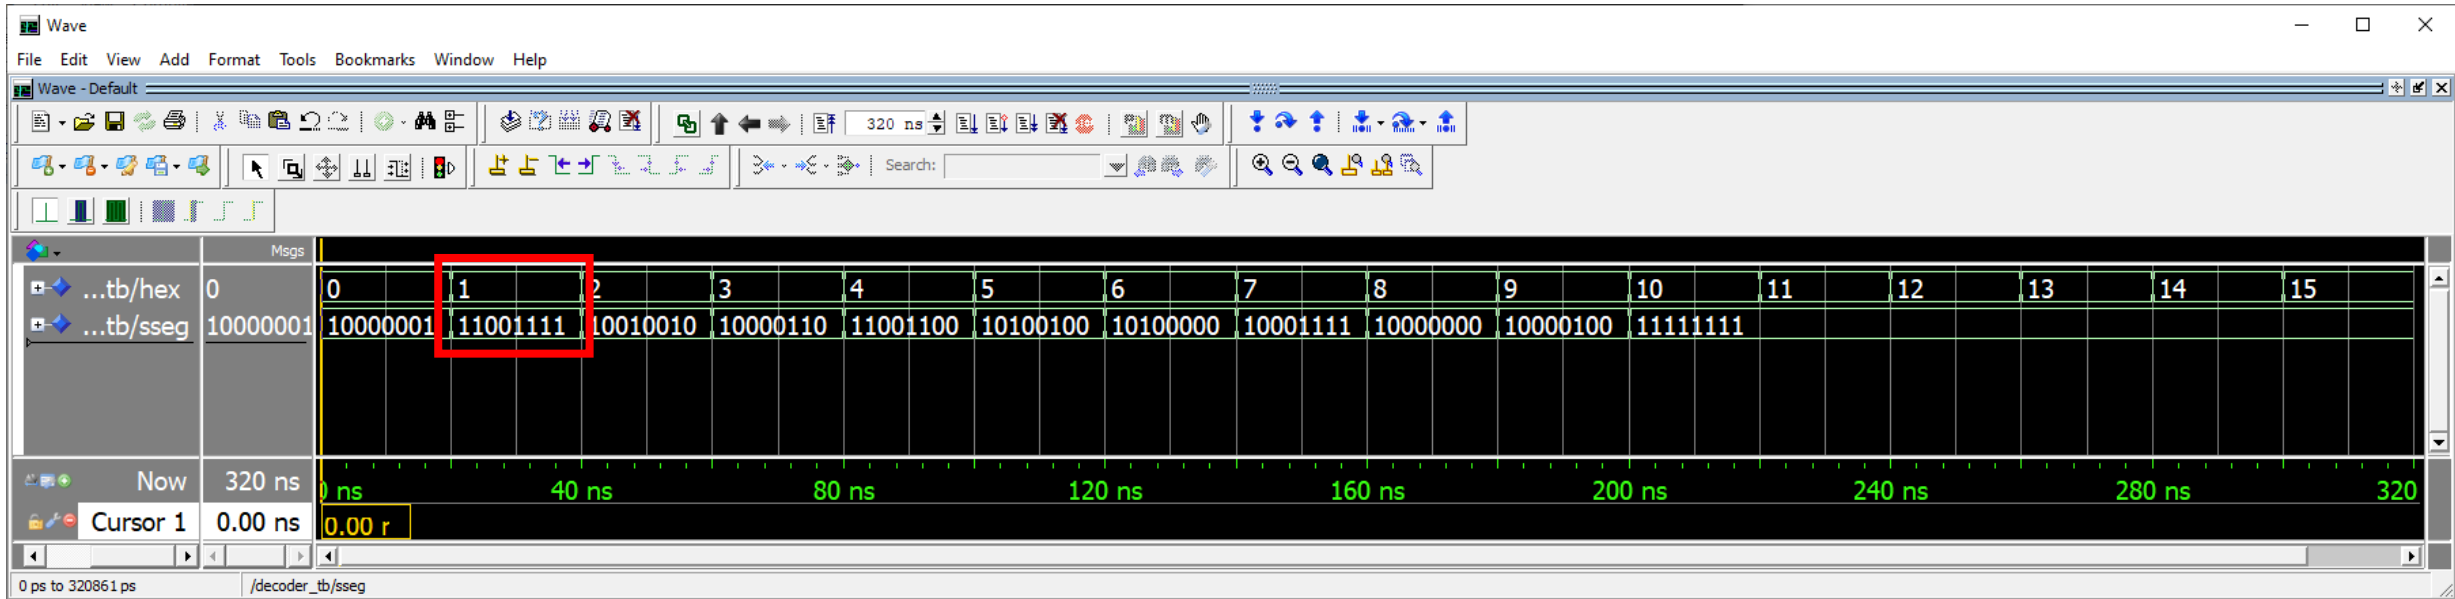 Wave
File Edit View Add Format Tools Bookmarks Window Help
Wave - Default
320 ns
Search:
Msgs
...tb/hex 0 0 1 2 3 4 5 6 7 8 9 10 11 12 13 14 15
...tb/sseg 10000001 10000001 11001111 10010010 10000110 11001100 10100100 10100000 10001111 10000000 10000100 11111111
Now 320 ns ns 40 ns 80 ns 120 ns 160 ns 200 ns 240 ns 280 ns 320
Cursor 1 0.00 ns 0.00 r
0 ps to 320861 ps /decoder_tb/sseg